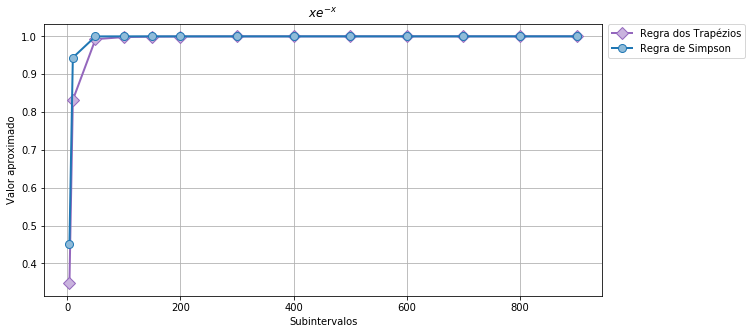 xe⁻ˣ
Regra dos Trapézios
Regra de Simpson
Valor aproximado
1.0
0.9
0.8
0.7
0.6
0.5
0.4
0 200 400 600 800
Subintervalos